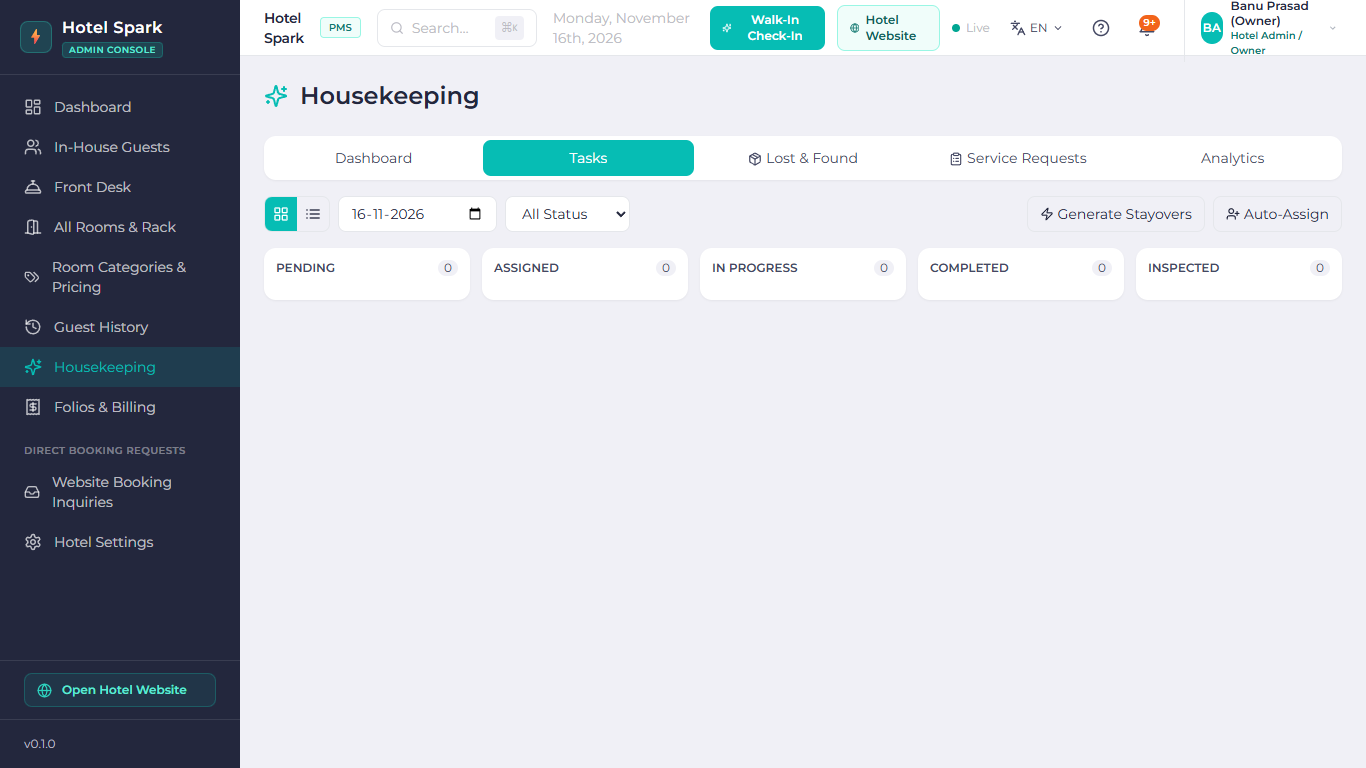 Hotel Spark
ADMIN CONSOLE
Dashboard
In-House Guests
Front Desk
All Rooms & Rack
Room Categories &
Pricing
Guest History
Housekeeping
Folios & Billing
DIRECT BOOKING REQUESTS
Website Booking
Inquiries
Hotel Settings
Open Hotel Website
v0.1.0
Hotel
Spark
PMS
Search...
⌘K
Monday, November
16th, 2026
Walk-In
Check-In
Hotel
Website
Live
EN
9+
BA
Banu Prasad
(Owner)
Hotel Admin /
Owner
Housekeeping
Dashboard
Tasks
Lost & Found
Service Requests
Analytics
16-11-2026
All Status
Generate Stayovers
Auto-Assign
PENDING 0
ASSIGNED 0
IN PROGRESS 0
COMPLETED 0
INSPECTED 0